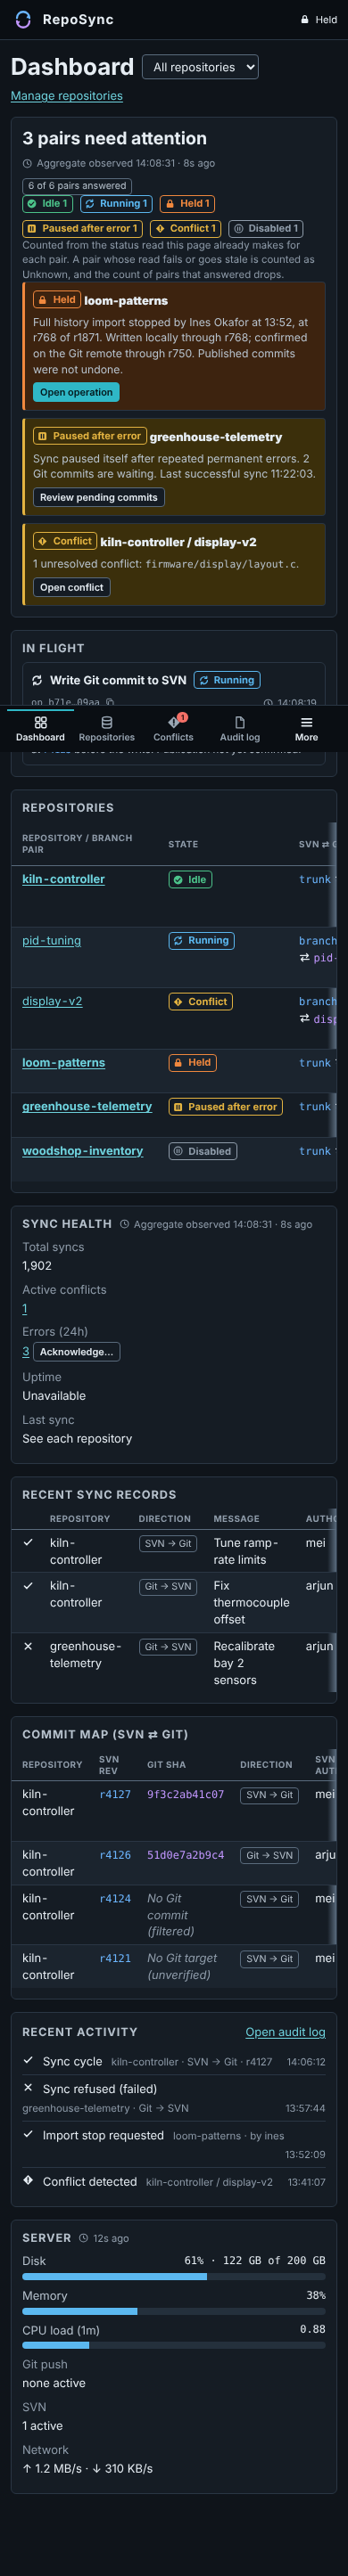 RepoSync
Held
Dashboard
All repositories
Manage repositories
3 pairs need attention
Aggregate observed 14:08:31 · 8s ago
6 of 6 pairs answered
Idle 1
Running 1
Held 1
Paused after error 1
Conflict 1
Disabled 1
Counted from the status read this page already makes for
each pair. A pair whose read fails or goes stale is counted as
Unknown, and the count of pairs that answered drops.
Held loom-patterns
Full history import stopped by Ines Okafor at 13:52, at
r768 of r1871. Written locally through r768; confirmed
on the Git remote through r750. Published commits
were not undone.
Open operation
Paused after error greenhouse-telemetry
Sync paused itself after repeated permanent errors. 2
Git commits are waiting. Last successful sync 11:22:03.
Review pending commits
Conflict kiln-controller / display-v2
1 unresolved conflict: firmware/display/layout.c.
Open conflict
IN FLIGHT
Write Git commit to SVN Running
14:08:19
1
Dashboard
Repositories
Conflicts
Audit log
More
REPOSITORIES
REPOSITORY / BRANCH
PAIR
STATE
SVN ⇄
kiln-controller
Idle
trunk
pid-tuning
Running
branch
⇄ pid-
display-v2
Conflict
branch
⇄ disp
loom-patterns
Held
trunk
greenhouse-telemetry
Paused after error
trunk
woodshop-inventory
Disabled
trunk
SYNC HEALTH
Aggregate observed 14:08:31 · 8s ago
Total syncs
1,902
Active conflicts
1
Errors (24h)
3 Acknowledge...
Uptime
Unavailable
Last sync
See each repository
RECENT SYNC RECORDS
REPOSITORY DIRECTION MESSAGE AUTHO
kiln-
controller
SVN → Git
Tune ramp-
rate limits
mei
kiln-
controller
Git → SVN
Fix
thermocouple
offset
arjun
greenhouse-
telemetry
Git → SVN
Recalibrate
bay 2
sensors
arjun
COMMIT MAP (SVN ⇄ GIT)
REPOSITORY
SVN
REV
GIT SHA
DIRECTION
SVN
AUTH
kiln-
controller
r4127
9f3c2ab41c07
SVN → Git
mei
kiln-
controller
r4126
51d0e7a2b9c4
Git → SVN
arju
kiln-
controller
r4124
No Git
commit
(filtered)
SVN → Git
mei
kiln-
controller
r4121
No Git target
(unverified)
SVN → Git
mei
RECENT ACTIVITY
Open audit log
Sync cycle kiln-controller · SVN → Git · r4127 14:06:12
Sync refused (failed)
greenhouse-telemetry · Git → SVN 13:57:44
Import stop requested loom-patterns · by ines
13:52:09
Conflict detected kiln-controller / display-v2 13:41:07
SERVER
12s ago
Disk 61% · 122 GB of 200 GB
Memory 38%
CPU load (1m) 0.88
Git push
none active
SVN
1 active
Network
↑ 1.2 MB/s · ↓ 310 KB/s